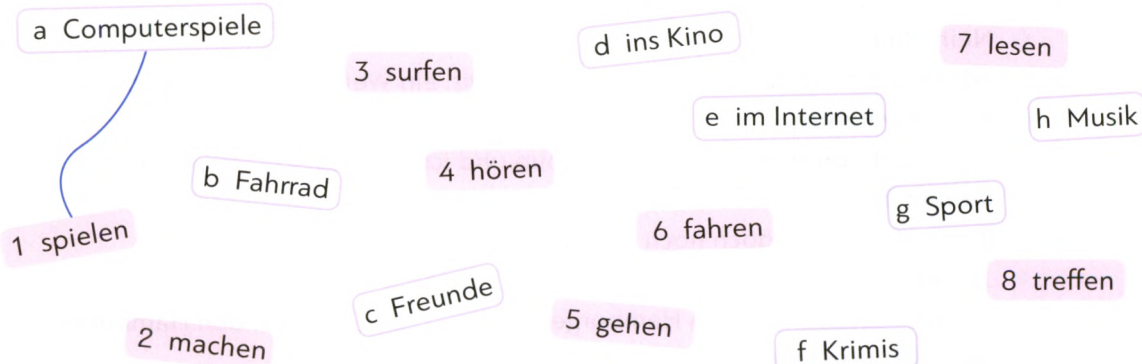 a Computerspiele
d ins Kino
7 lesen
3 surfen
e im Internet
h Musik
b Fahrrad
4 hören
g Sport
1 spielen
6 fahren
8 treffen
c Freunde
5 gehen
2 machen
f Krimis